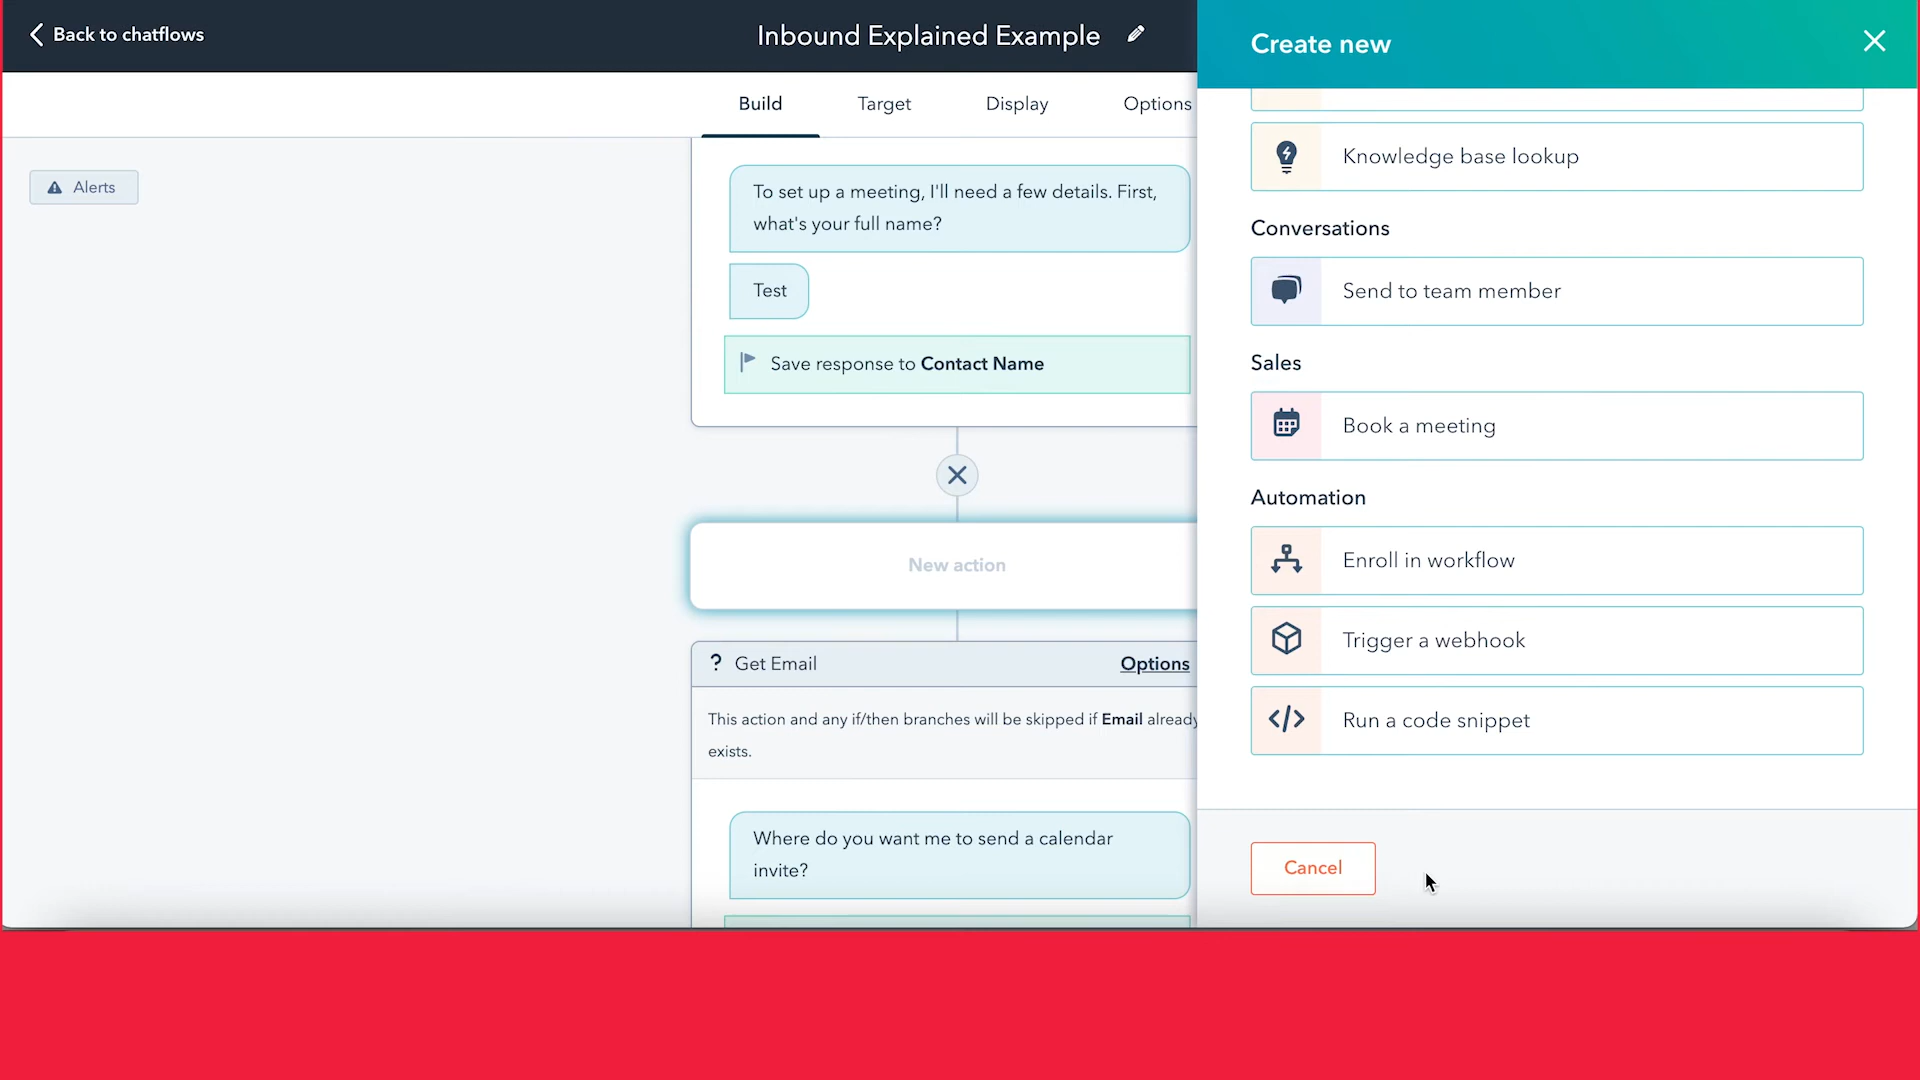 Back to chatflows
Inbound Explained Example
Create new
Build
Target
Display
Options
Alerts
To set up a meeting, I'll need a few details. First,
what's your full name?
Test
Save response to Contact Name
New action
? Get Email
Options
This action and any if/then branches will be skipped if Email already
exists.
Where do you want me to send a calendar
invite?
Knowledge base lookup
Conversations
Send to team member
Sales
Book a meeting
Automation
Enroll in workflow
Trigger a webhook
</> Run a code snippet
Cancel